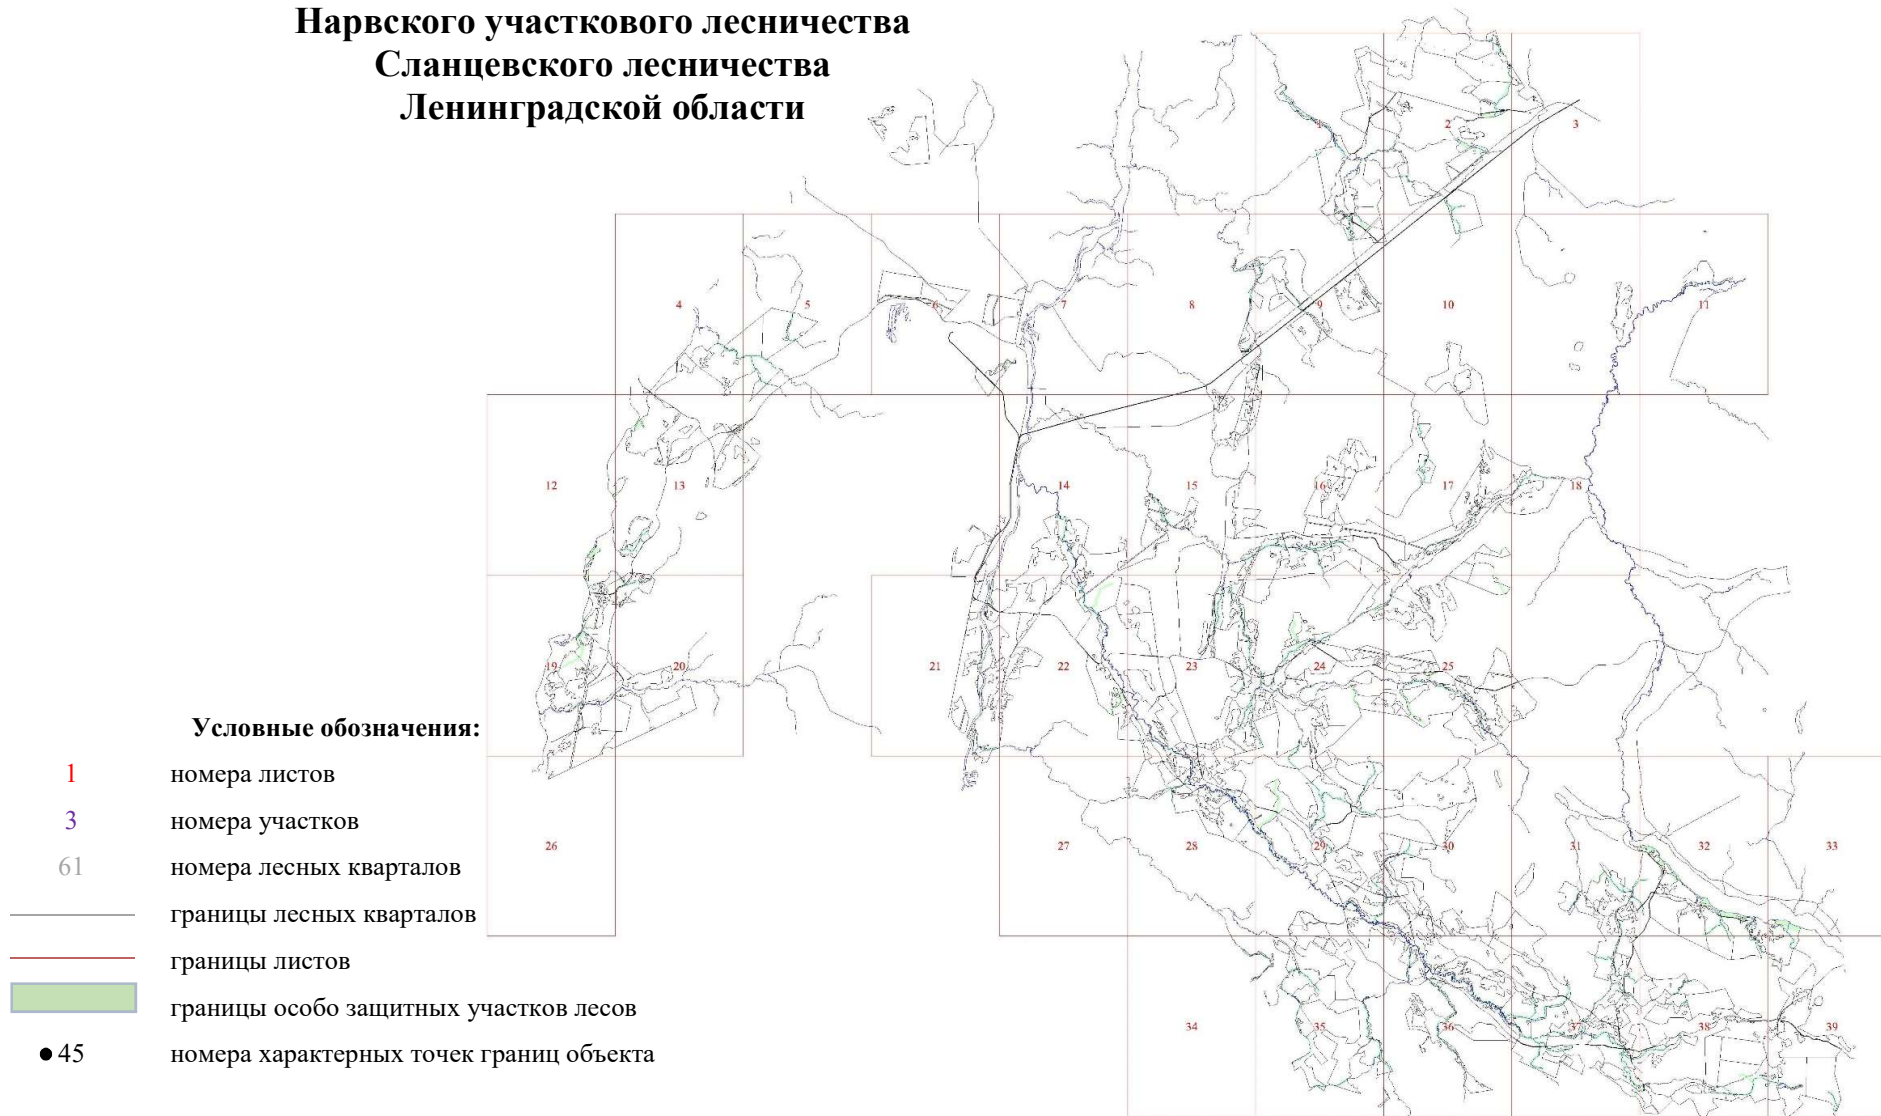 Нарвского участкового лесничества
Сланцевского лесничества
Ленинградской области
1 2 3
4 5 6 7 8 9 10 11
12 13 14 15 16 17 18
19 20 21 22 23 24 25
26 27 28 29 30 31 32 33
34 35 36 37 38 39
Условные обозначения:
1 номера листов
3 номера участков
61 номера лесных кварталов
границы лесных кварталов
границы листов
границы особо защитных участков лесов
45 номера характерных точек границ объекта